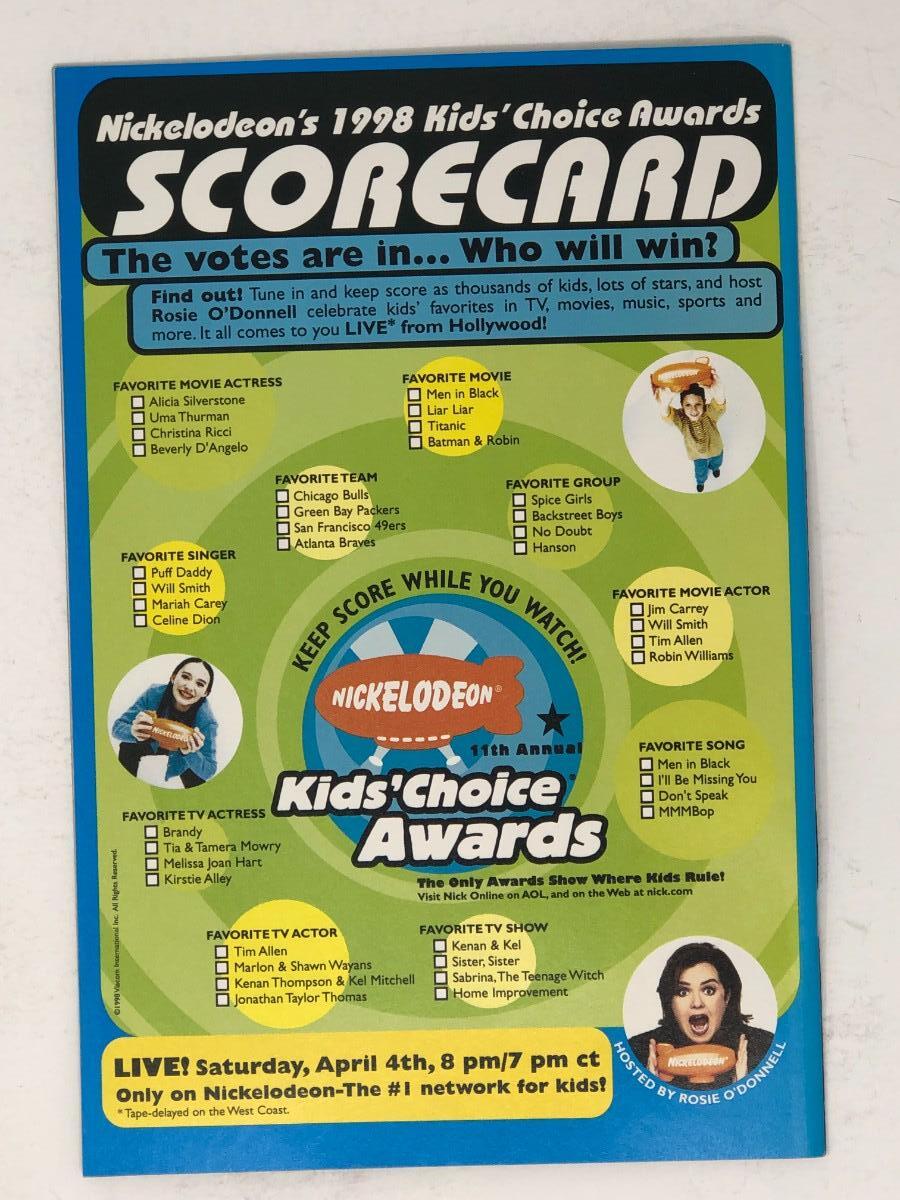 Nickelodeon's 1998 Kids' Choice Awards
SCORECARD
The votes are in... Who will win?
Find out! Tune in and keep score as thousands of kids, lots of stars, and host
Rosie O'Donnell celebrate kids' favorites in TV, movies, music, sports and
more. It all comes to you LIVE* from Hollywood!
FAVORITE MOVIE ACTRESS
Alicia Silverstone
Uma Thurman
Christina Ricci
Beverly D'Angelo
FAVORITE MOVIE
Men in Black
Liar Liar
Titanic
Batman & Robin
NICKELODEON
FAVORITE TEAM
Chicago Bulls
Green Bay Packers
San Francisco 49ers
Atlanta Braves
FAVORITE GROUP
Spice Girls
Backstreet Boys
No Doubt
Hanson
FAVORITE SINGER
Puff Daddy
Will Smith
Mariah Carey
Celine Dion
FAVORITE MOVIE ACTOR
Jim Carrey
Will Smith
Tim Allen
Robin Williams
KEEP SCORE WHILE YOU WATCH!
NICKELODEON®
11th Annual
Kids' Choice
Awards
The Only Awards Show Where Kids Rule!
Visit Nick Online on AOL, and on the Web at nick.com
NICKELODEON
FAVORITE SONG
Men in Black
I'll Be Missing You
Don't Speak
MMMBop
FAVORITE TV ACTRESS
Brandy
Tia & Tamera Mowry
Melissa Joan Hart
Kirstie Alley
FAVORITE TV ACTOR
Tim Allen
Marlon & Shawn Wayans
Kenan Thompson & Kel Mitchell
Jonathan Taylor Thomas
FAVORITE TV SHOW
Kenan & Kel
Sister, Sister
Sabrina, The Teenage Witch
Home Improvement
©1998 Viacom International Inc. All Rights Reserved.
NICKELODEON
HOSTED BY ROSIE O'DONNELL
LIVE! Saturday, April 4th, 8 pm/7 pm ct
Only on Nickelodeon-The #1 network for kids!
*Tape-delayed on the West Coast.